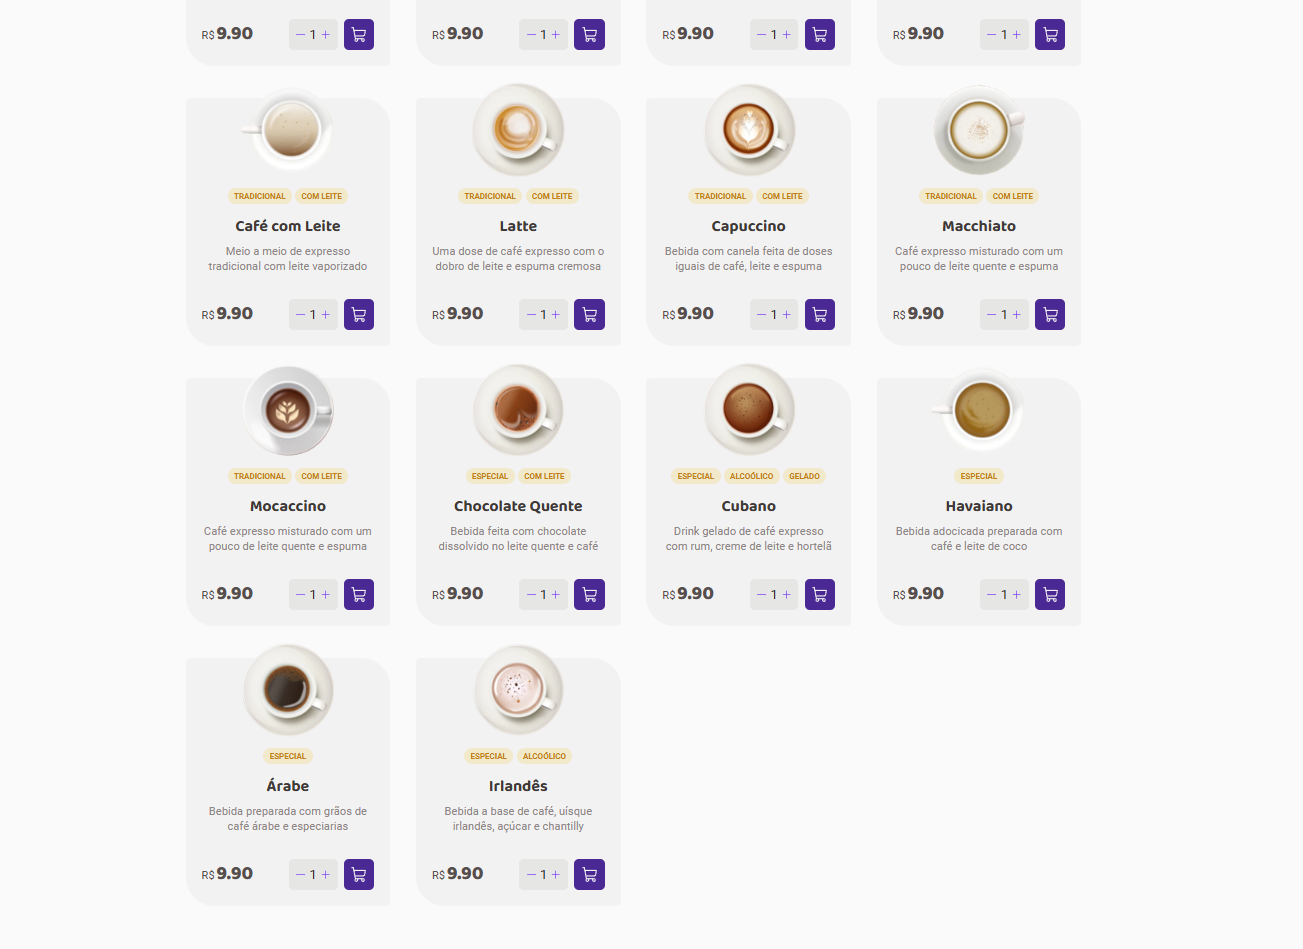 R$ 9.90 — 1 +
R$ 9.90 — 1 +
R$ 9.90 — 1 +
R$ 9.90 — 1 +
TRADICIONAL COM LEITE
Café com Leite
Meio a meio de expresso
tradicional com leite vaporizado
R$ 9.90 — 1 +
TRADICIONAL COM LEITE
Latte
Uma dose de café expresso com o
dobro de leite e espuma cremosa
R$ 9.90 — 1 +
TRADICIONAL COM LEITE
Capuccino
Bebida com canela feita de doses
iguais de café, leite e espuma
R$ 9.90 — 1 +
TRADICIONAL COM LEITE
Macchiato
Café expresso misturado com um
pouco de leite quente e espuma
R$ 9.90 — 1 +
TRADICIONAL COM LEITE
Mocaccino
Café expresso misturado com um
pouco de leite quente e espuma
R$ 9.90 — 1 +
ESPECIAL COM LEITE
Chocolate Quente
Bebida feita com chocolate
dissolvido no leite quente e café
R$ 9.90 — 1 +
ESPECIAL ALCOÓLICO GELADO
Cubano
Drink gelado de café expresso
com rum, creme de leite e hortelã
R$ 9.90 — 1 +
ESPECIAL
Havaiano
Bebida adocicada preparada com
café e leite de coco
R$ 9.90 — 1 +
ESPECIAL
Árabe
Bebida preparada com grãos de
café árabe e especiarias
R$ 9.90 — 1 +
ESPECIAL ALCOÓLICO
Irlandês
Bebida a base de café, uísque
irlandês, açúcar e chantilly
R$ 9.90 — 1 +